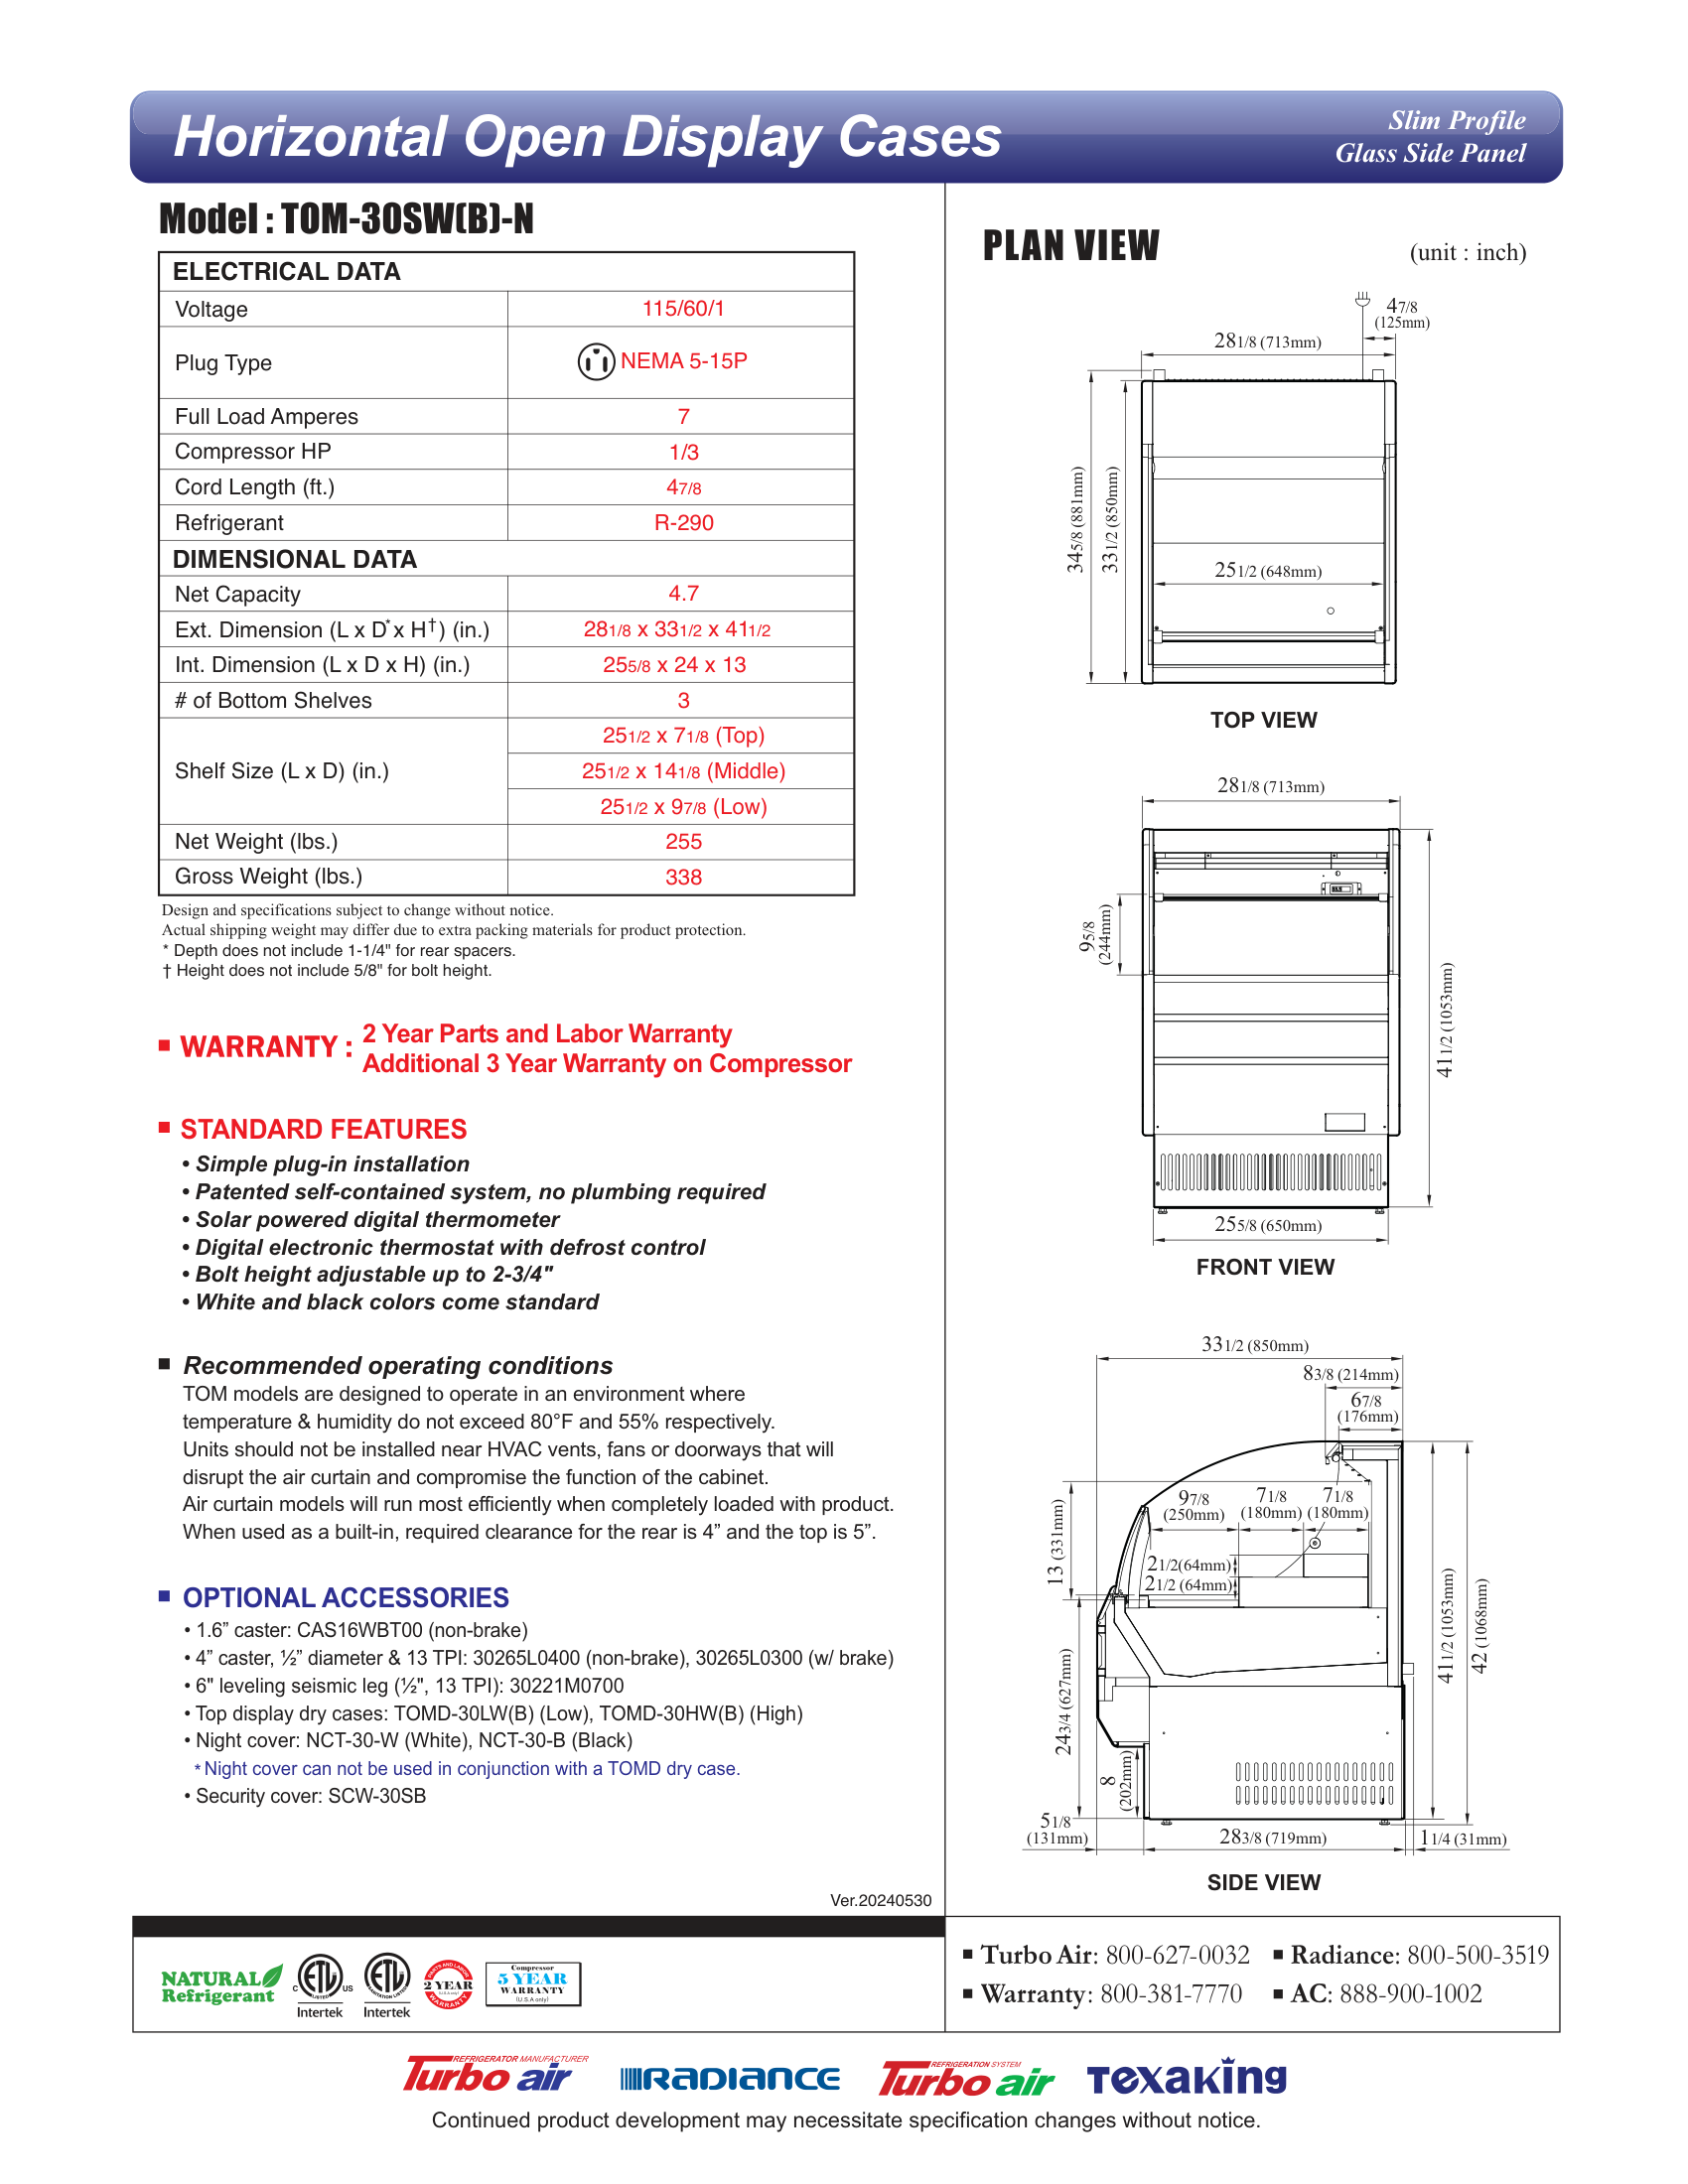 Horizontal Open Display Cases
Slim Profile
Glass Side Panel
Model : TOM-30SW(B)-N
ELECTRICAL DATA
Voltage 115/60/1
Plug Type NEMA 5-15P
Full Load Amperes 7
Compressor HP 1/3
Cord Length (ft.) 47/8
Refrigerant R-290
DIMENSIONAL DATA
Net Capacity 4.7
Ext. Dimension (L x D* x H†) (in.) 281/8 x 331/2 x 411/2
Int. Dimension (L x D x H) (in.) 255/8 x 24 x 13
# of Bottom Shelves 3
Shelf Size (L x D) (in.)
251/2 x 71/8 (Top)
251/2 x 141/8 (Middle)
251/2 x 97/8 (Low)
Net Weight (lbs.) 255
Gross Weight (lbs.) 338
Design and specifications subject to change without notice.
Actual shipping weight may differ due to extra packing materials for product protection.
* Depth does not include 1-1/4" for rear spacers.
† Height does not include 5/8" for bolt height.
■ WARRANTY : 2 Year Parts and Labor Warranty
Additional 3 Year Warranty on Compressor
■ STANDARD FEATURES
• Simple plug-in installation
• Patented self-contained system, no plumbing required
• Solar powered digital thermometer
• Digital electronic thermostat with defrost control
• Bolt height adjustable up to 2-3/4"
• White and black colors come standard
■ Recommended operating conditions
TOM models are designed to operate in an environment where
temperature & humidity do not exceed 80°F and 55% respectively.
Units should not be installed near HVAC vents, fans or doorways that will
disrupt the air curtain and compromise the function of the cabinet.
Air curtain models will run most efficiently when completely loaded with product.
When used as a built-in, required clearance for the rear is 4” and the top is 5”.
■ OPTIONAL ACCESSORIES
• 1.6” caster: CAS16WBT00 (non-brake)
• 4” caster, ½” diameter & 13 TPI: 30265L0400 (non-brake), 30265L0300 (w/ brake)
• 6" leveling seismic leg (½", 13 TPI): 30221M0700
• Top display dry cases: TOMD-30LW(B) (Low), TOMD-30HW(B) (High)
• Night cover: NCT-30-W (White), NCT-30-B (Black)
* Night cover can not be used in conjunction with a TOMD dry case.
• Security cover: SCW-30SB
Ver.20240530
PLAN VIEW
(unit : inch)
47/8
(125mm)
281/8 (713mm)
345/8 (881mm)
331/2 (850mm)
251/2 (648mm)
TOP VIEW
281/8 (713mm)
95/8
(244mm)
411/2 (1053mm)
255/8 (650mm)
FRONT VIEW
331/2 (850mm)
83/8 (214mm)
67/8
(176mm)
97/8
(250mm)
71/8
(180mm)
71/8
(180mm)
13 (331mm)
21/2(64mm)
21/2 (64mm)
243/4 (627mm)
411/2 (1053mm)
42 (1068mm)
8
(202mm)
51/8
(131mm)
283/8 (719mm)
11/4 (31mm)
SIDE VIEW
NATURAL
Refrigerant
C ETL US
LISTED
Intertek
ETL
SANITATION LISTED
Intertek
PARTS AND LABOR
2 YEAR
(U.S.A only)
WARRANTY
Compressor
5 YEAR
WARRANTY
(U.S.A only)
■ Turbo Air: 800-627-0032
■ Radiance: 800-500-3519
■ Warranty: 800-381-7770
■ AC: 888-900-1002
REFRIGERATOR MANUFACTURER
Turbo air
RADIANCE
REFRIGERATION SYSTEM
Turbo air
Texaking
Continued product development may necessitate specification changes without notice.